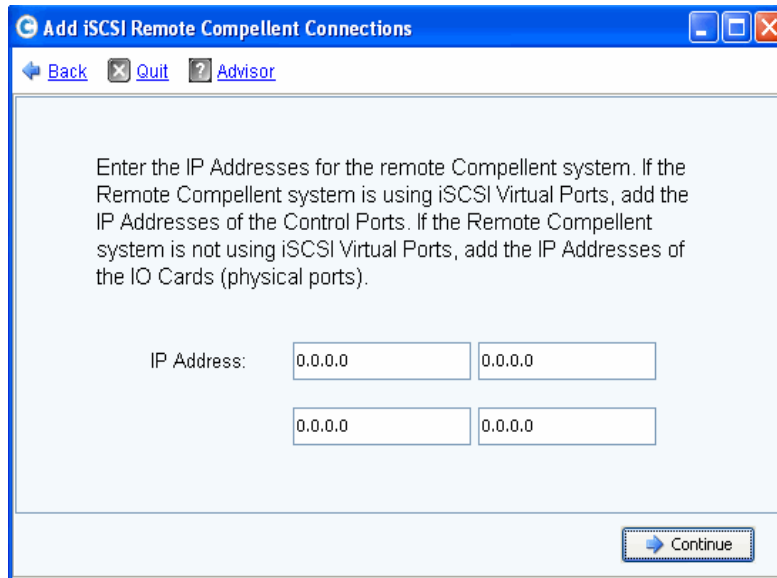 Add iSCSI Remote Compellent Connections
Back Quit Advisor
Enter the IP Addresses for the remote Compellent system. If the
Remote Compellent system is using iSCSI Virtual Ports, add the
IP Addresses of the Control Ports. If the Remote Compellent
system is not using iSCSI Virtual Ports, add the IP Addresses of
the IO Cards (physical ports).
IP Address: 0.0.0.0 0.0.0.0
0.0.0.0 0.0.0.0
Continue